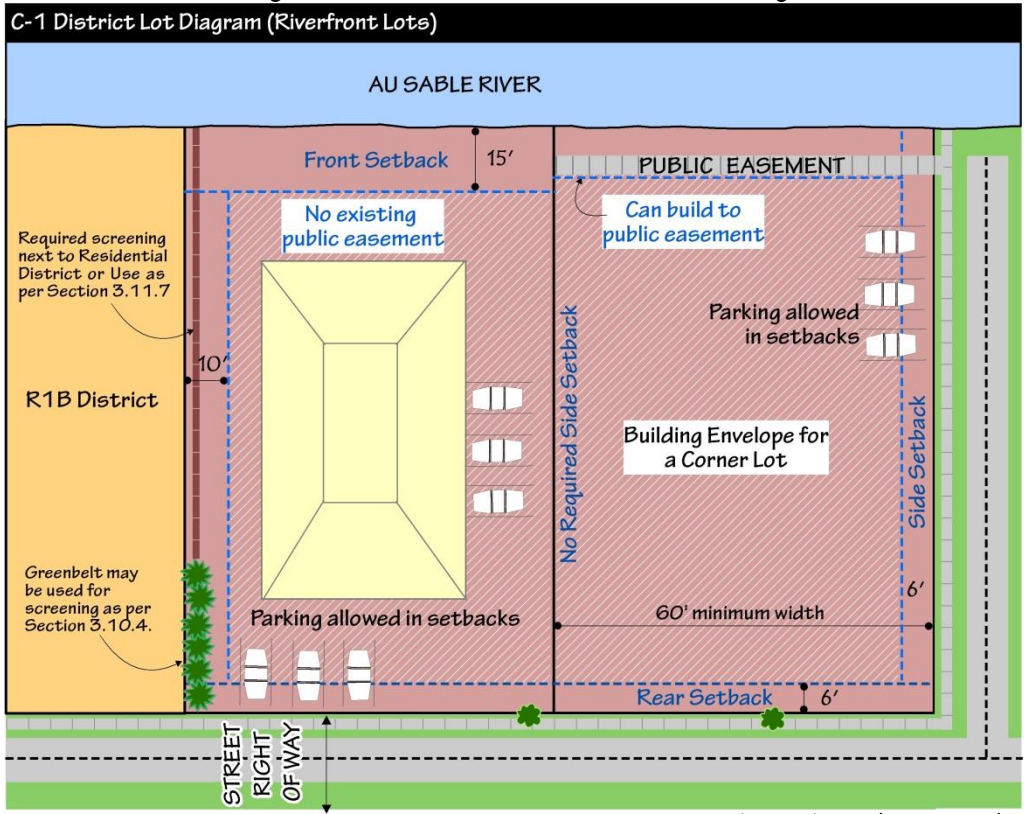 C-1 District Lot Diagram (Riverfront Lots)
AU SABLE RIVER
Front Setback
15'
PUBLIC EASEMENT
No existing
public easement
Can build to
public easement
Required screening
next to Residential
District or Use as
per Section 3.11.7
Parking allowed
in setbacks
10'
R1B District
No Required Side Setback
Building Envelope for
a Corner Lot
Side Setback
6'
Greenbelt may
be used for
screening as per
Section 3.10.4.
Parking allowed in setbacks
60' minimum width
Rear Setback
6'
STREET
RIGHT
OF WAY